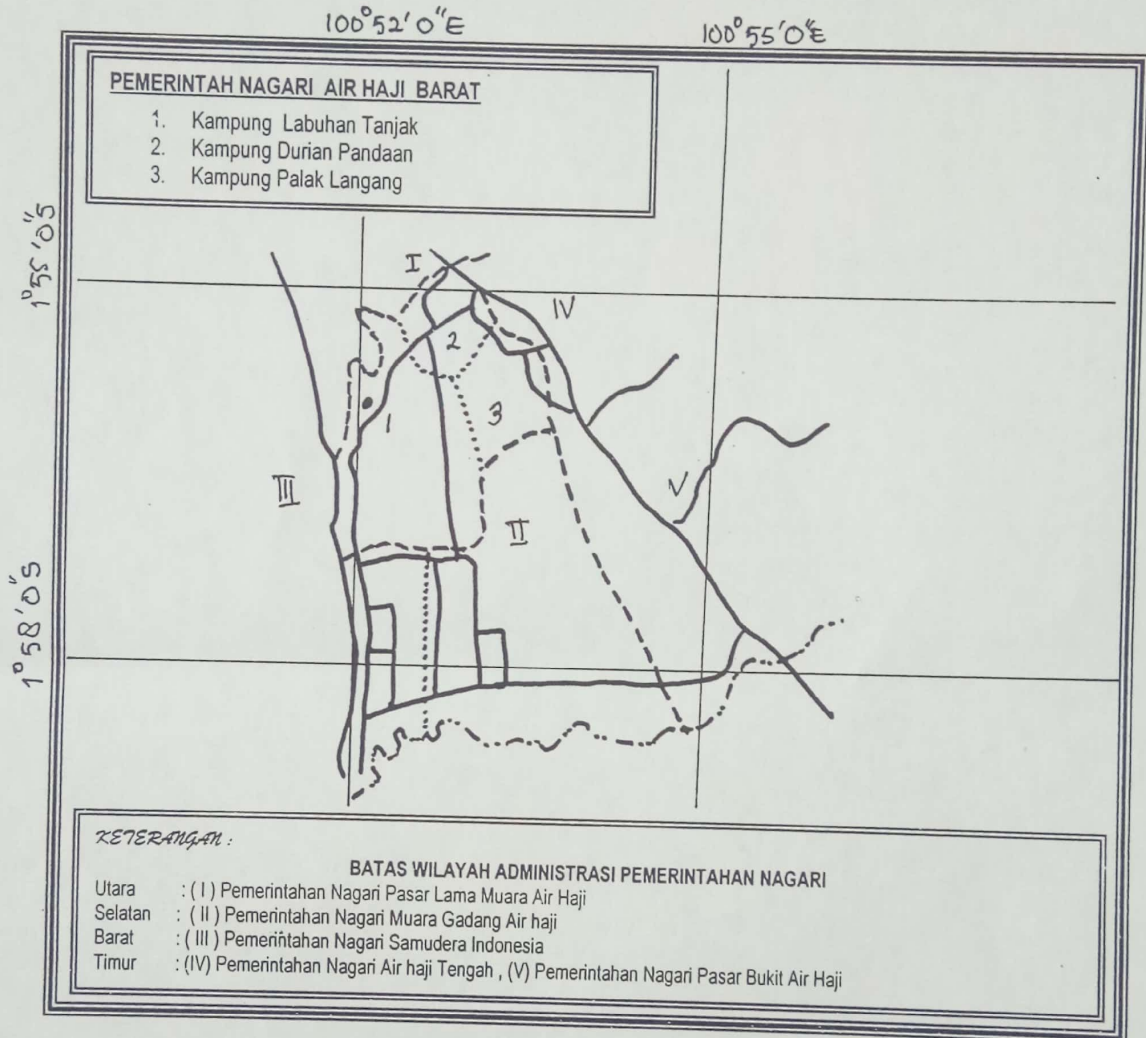 100°52'0"E
100°55'0"E
PEMERINTAH NAGARI AIR HAJI BARAT
1. Kampung Labuhan Tanjak
2. Kampung Durian Pandaan
3. Kampung Palak Langang
1°55'0"S
I
IV
2
1
3
V
III
II
1°58'0"S
KETERANGAN :
BATAS WILAYAH ADMINISTRASI PEMERINTAHAN NAGARI
Utara : ( I ) Pemerintahan Nagari Pasar Lama Muara Air Haji
Selatan : ( II ) Pemerintahan Nagari Muara Gadang Air haji
Barat : ( III ) Pemerintahan Nagari Samudera Indonesia
Timur : (IV) Pemerintahan Nagari Air haji Tengah , (V) Pemerintahan Nagari Pasar Bukit Air Haji